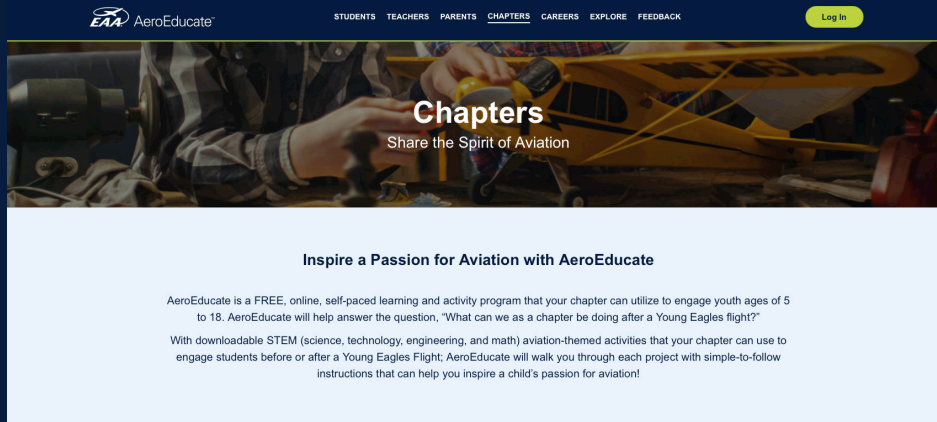 EAA AeroEducate™
STUDENTS TEACHERS PARENTS CHAPTERS CAREERS EXPLORE FEEDBACK
Log In
Chapters
Share the Spirit of Aviation
Inspire a Passion for Aviation with AeroEducate
AeroEducate is a FREE, online, self-paced learning and activity program that your chapter can utilize to engage youth ages of 5
to 18. AeroEducate will help answer the question, “What can we as a chapter be doing after a Young Eagles flight?”
With downloadable STEM (science, technology, engineering, and math) aviation-themed activities that your chapter can use to
engage students before or after a Young Eagles Flight; AeroEducate will walk you through each project with simple-to-follow
instructions that can help you inspire a child's passion for aviation!